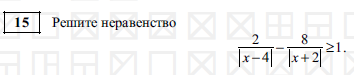 15 Решите неравенство
2/|x−4| − 8/|x+2| ≥ 1.